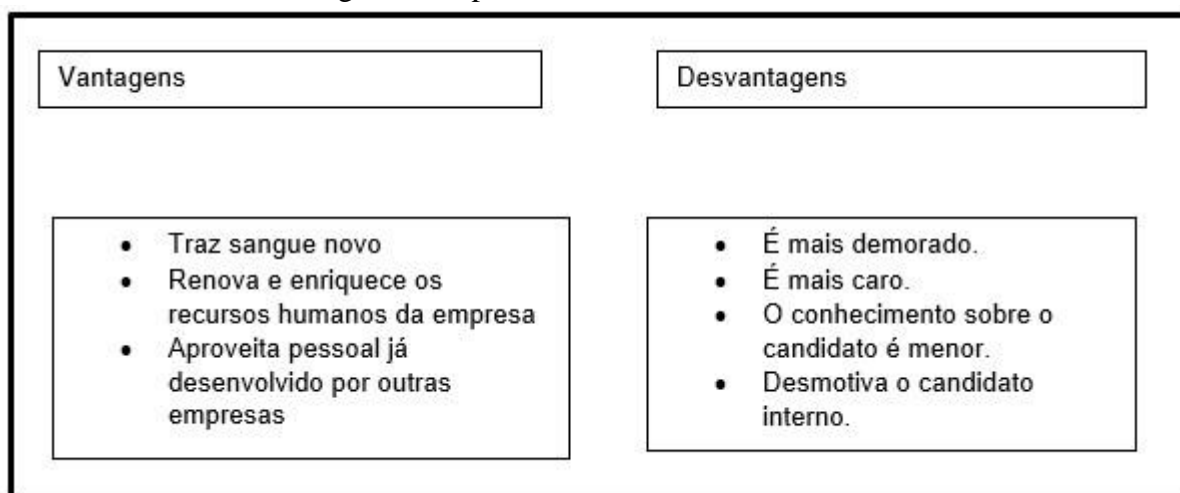 Vantagens
Desvantagens
• Traz sangue novo
• Renova e enriquece os
recursos humanos da empresa
• Aproveita pessoal já
desenvolvido por outras
empresas
• É mais demorado.
• É mais caro.
• O conhecimento sobre o
candidato é menor.
• Desmotiva o candidato
interno.